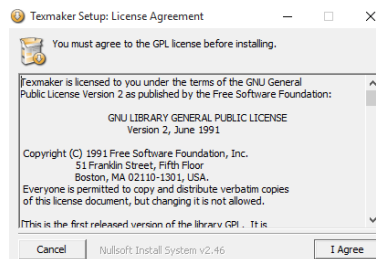 Texmaker Setup: License Agreement
You must agree to the GPL license before installing.
Texmaker is licensed to you under the terms of the GNU General
Public License Version 2 as published by the Free Software Foundation:
GNU LIBRARY GENERAL PUBLIC LICENSE
Version 2, June 1991
Copyright (C) 1991 Free Software Foundation, Inc.
51 Franklin Street, Fifth Floor
Boston, MA 02110-1301, USA.
Everyone is permitted to copy and distribute verbatim copies
of this license document, but changing it is not allowed.
[This is the first released version of the library GPL.  It is
Cancel
Nullsoft Install System v2.46
I Agree